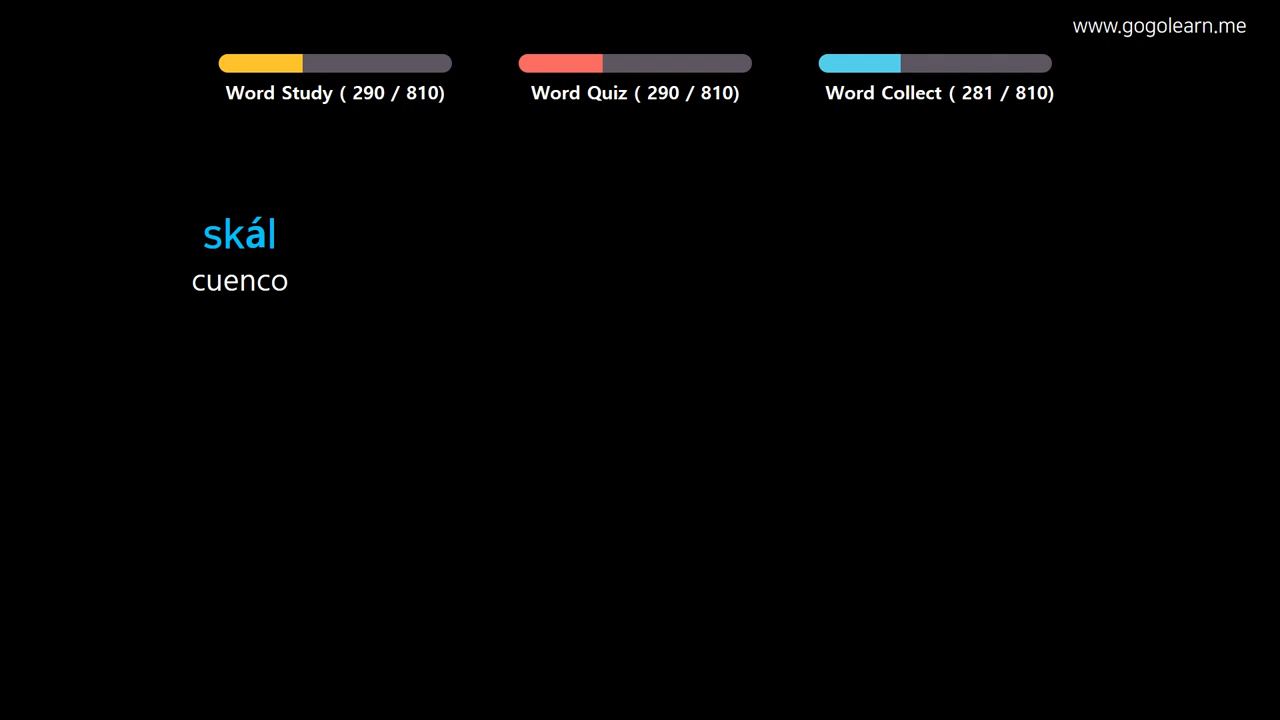 www.gogolearn.me
Word Study ( 290 / 810)
Word Quiz ( 290 / 810)
Word Collect ( 281 / 810)
skál
cuenco